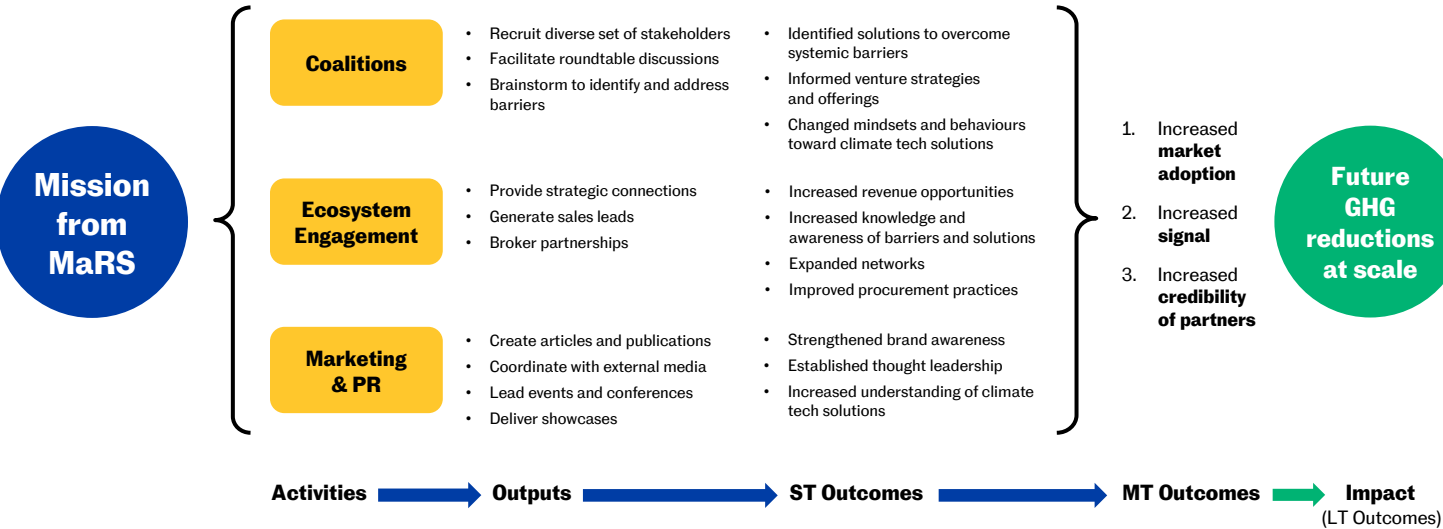 Mission
from
MaRS
Coalitions
• Recruit diverse set of stakeholders
• Facilitate roundtable discussions
• Brainstorm to identify and address
barriers
• Identified solutions to overcome
systemic barriers
• Informed venture strategies
and offerings
• Changed mindsets and behaviours
toward climate tech solutions
Ecosystem
Engagement
• Provide strategic connections
• Generate sales leads
• Broker partnerships
• Increased revenue opportunities
• Increased knowledge and
awareness of barriers and solutions
• Expanded networks
• Improved procurement practices
Marketing
& PR
• Create articles and publications
• Coordinate with external media
• Lead events and conferences
• Deliver showcases
• Strengthened brand awareness
• Established thought leadership
• Increased understanding of climate
tech solutions
1. Increased
market
adoption
2. Increased
signal
3. Increased
credibility
of partners
Future
GHG
reductions
at scale
Activities
Outputs
ST Outcomes
MT Outcomes
Impact
(LT Outcomes)